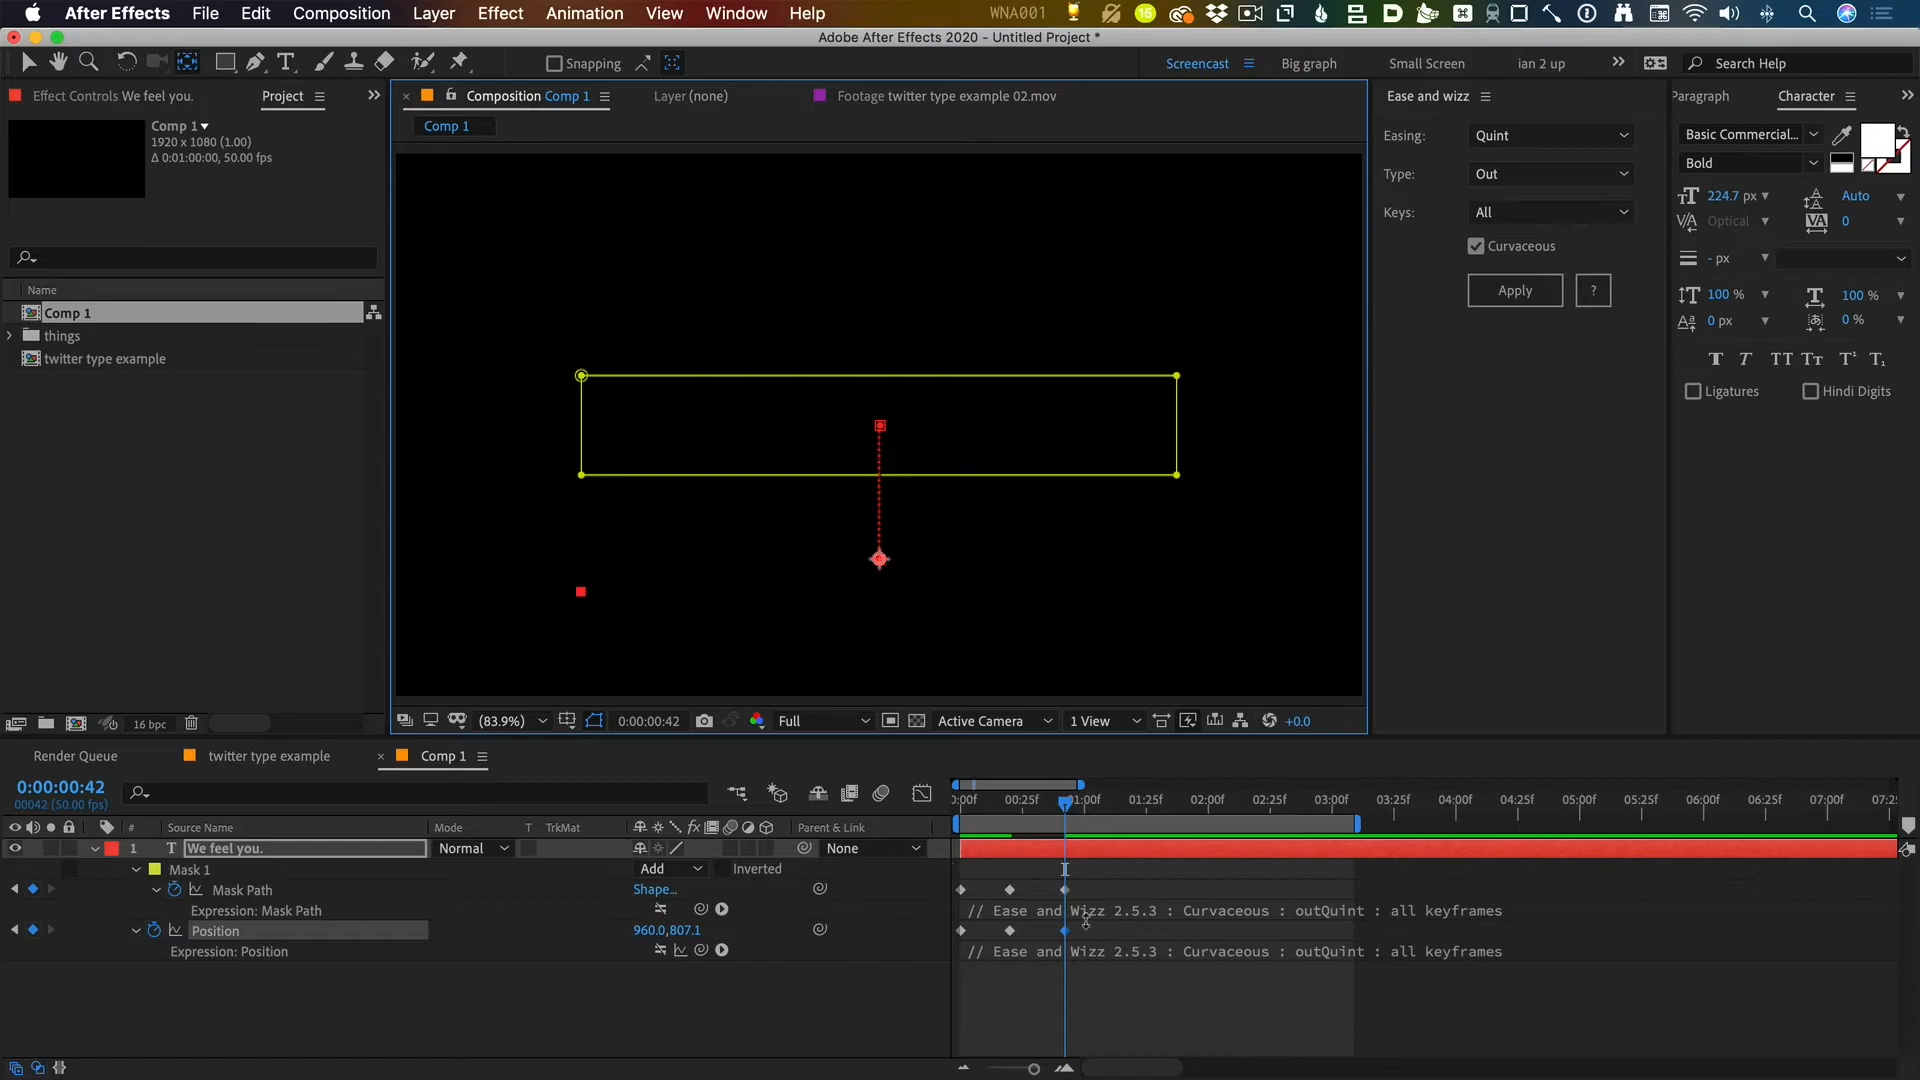 After Effects File Edit Composition Layer Effect Animation View Window Help WNA001 15
Adobe After Effects 2020 - Untitled Project *
Snapping Screencast Big graph Small Screen ian 2 up Search Help
Effect Controls We feel you. Project Composition Comp 1 Layer (none) Footage twitter type example 02.mov Ease and wizz Paragraph Character
Comp 1
1920 x 1080 (1.00)
Δ 0:01:00:00, 50.00 fps
Comp 1
Easing: Quint
Type: Out
Keys: All
Curvaceous
Apply ?
Basic Commercial...
Bold
224.7 px Auto
Optical 0
- px
100 % 100 %
0 px 0 %
T T TT Tт T¹ T₁
Ligatures Hindi Digits
Name
Comp 1
things
twitter type example
16 bpc
(83.9%) 0:00:00:42 Full Active Camera 1 View +0.0
Render Queue twitter type example Comp 1
0:00:00:42
00042 (50.00 fps)
:00f 00:25f 01:00f 01:25f 02:00f 02:25f 03:00f 03:25f 04:00f 04:25f 05:00f 05:25f 06:00f 06:25f 07:00f 07:2
# Source Name Mode T TrkMat fx Parent & Link
1 T We feel you. Normal None
Mask 1 Add Inverted
Mask Path Shape...
Expression: Mask Path // Ease and Wizz 2.5.3 : Curvaceous : outQuint : all keyframes
Position 960.0,807.1
Expression: Position // Ease and Wizz 2.5.3 : Curvaceous : outQuint : all keyframes